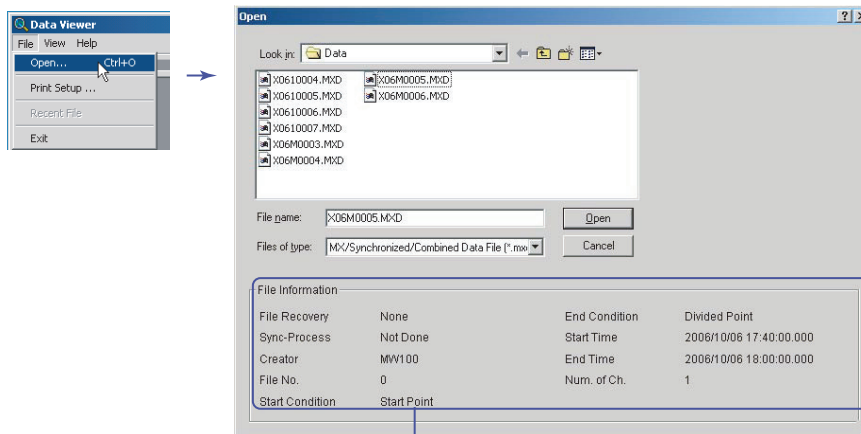 Data Viewer
File View Help
Open... Ctrl+O
Print Setup ...
Recent File
Exit
Open
Look in: Data
X0610004.MXD
X0610005.MXD
X0610006.MXD
X0610007.MXD
X06M0003.MXD
X06M0004.MXD
X06M0005.MXD
X06M0006.MXD
File name: X06M0005.MXD Open
Files of type: MX/Synchronized/Combined Data File (*.mx Cancel
File Information
File Recovery None End Condition Divided Point
Sync-Process Not Done Start Time 2006/10/06 17:40:00.000
Creator MW100 End Time 2006/10/06 18:00:00.000
File No. 0 Num. of Ch. 1
Start Condition Start Point